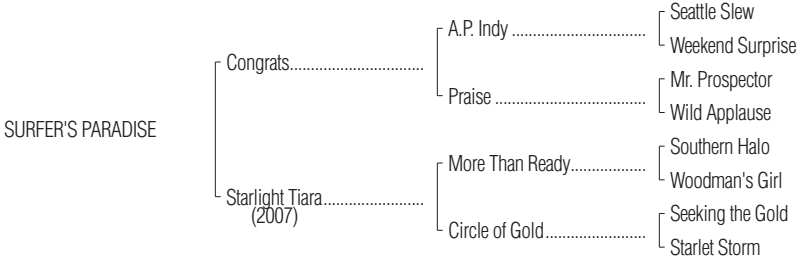 Seattle Slew
A.P. Indy ................................
Weekend Surprise
Congrats................................
Mr. Prospector
Praise ....................................
Wild Applause
SURFER'S PARADISE
Southern Halo
More Than Ready..................
Woodman's Girl
Starlight Tiara........................
(2007)
Seeking the Gold
Circle of Gold........................
Starlet Storm